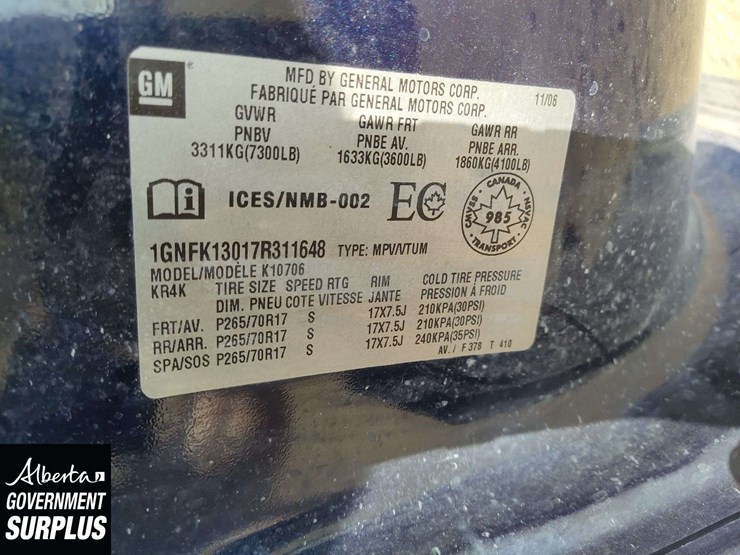 GM
MFD BY GENERAL MOTORS CORP.
FABRIQUÉ PAR GENERAL MOTORS CORP.
11/06
GVWR GAWR FRT GAWR RR
PNBV PNBE AV. PNBE ARR.
3311KG(7300LB) 1633KG(3600LB) 1860KG(4100LB)
ICES/NMB-002 EC
CANADA
CMVSS NSVAC
985
TRANSPORT
1GNFK13017R311648 TYPE: MPV/VTUM
MODEL/MODÈLE K10706
KR4K TIRE SIZE SPEED RTG RIM COLD TIRE PRESSURE
DIM. PNEU COTE VITESSE JANTE PRESSION À FROID
FRT/AV. P265/70R17 S 17X7.5J 210KPA(30PSI)
RR/ARR. P265/70R17 S 17X7.5J 210KPA(30PSI)
SPA/SOS P265/70R17 S 17X7.5J 240KPA(35PSI)
AV. / F 378 T 410
Alberta
GOVERNMENT
SURPLUS